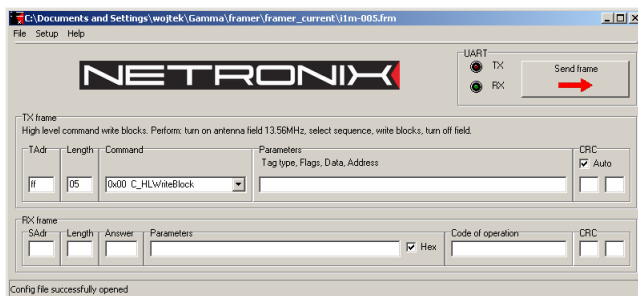 C:\Documents and Settings\wojtek\Gamma\framer\framer_current\i1m-005.frm
File Setup Help
NETRONIX
UART
TX
RX
Send frame
TX frame
High level command write blocks. Perform: turn on antenna field 13.56MHz, select sequence, write blocks, turn off field.
TAdr Length Command Parameters CRC
Tag type, Flags, Data, Address Auto
ff 05 0x00 C_HLWriteBlock
RX frame
SAdr Length Answer Parameters Code of operation CRC
Hex
Config file successfully opened